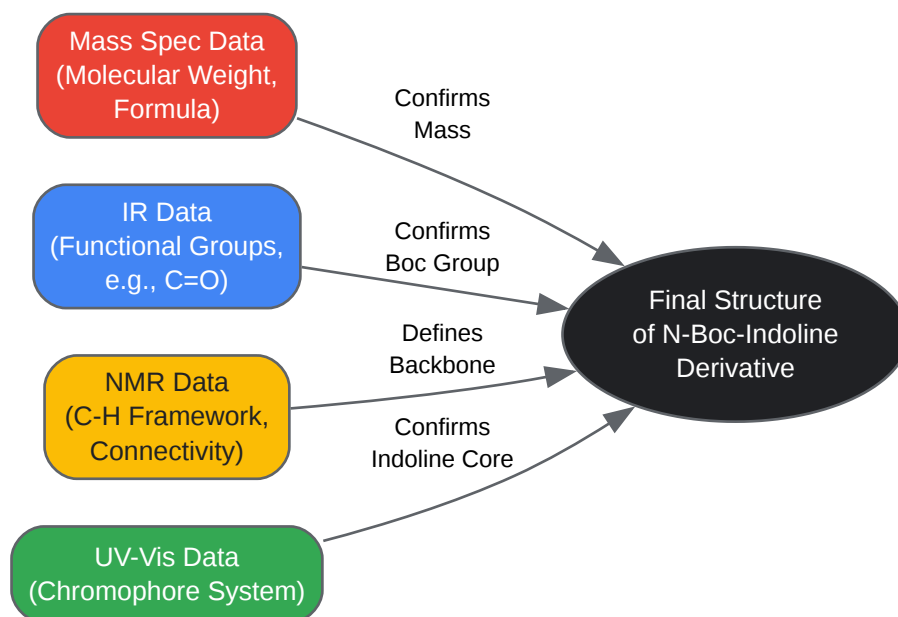 Mass Spec Data
(Molecular Weight,
Formula)
Confirms
Mass
IR Data
(Functional Groups,
e.g., C=O)
Confirms
Boc Group
Final Structure
of N-Boc-Indoline
Derivative
Defines
Backbone
NMR Data
(C-H Framework,
Connectivity)
Confirms
Indoline Core
UV-Vis Data
(Chromophore System)